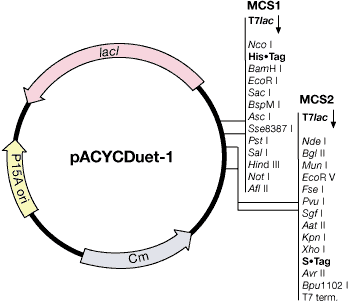 lacI
P15A ori
pACYCDuet-1
Cm
MCS1
T7lac
Nco I
His•Tag
BamH I
EcoR I
Sac I
BspM I
Asc I
Sse8387 I
Pst I
Sal I
Hind III
Not I
Afl II
MCS2
T7lac
Nde I
Bgl II
Mun I
EcoR V
Fse I
Pvu I
Sgf I
Aat II
Kpn I
Xho I
S•Tag
Avr II
Bpu1102 I
T7 term.